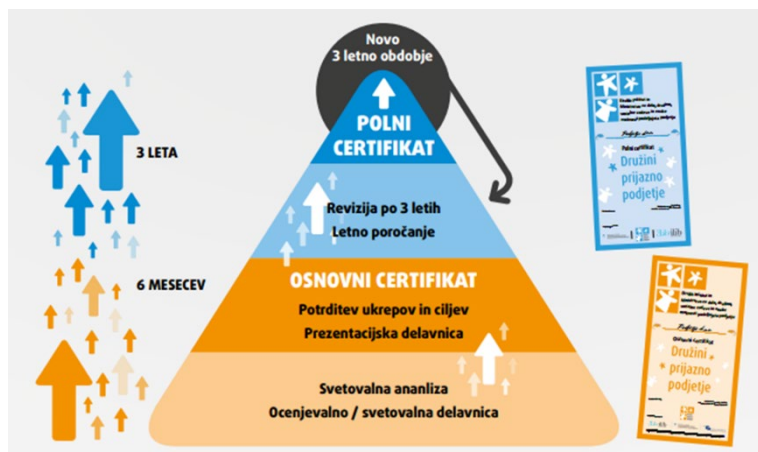 Novo
3 letno obdobje
POLNI
CERTIFIKAT
3 LETA
Revizija po 3 letih
Letno poročanje
6 MESECEV
OSNOVNI CERTIFIKAT
Potrditev ukrepov in ciljev
Prezentacijska delavnica
Svetovalna ananliza
Ocenjevalno / svetovalna delavnica
Polni certifikat
Družini
prijazno
podjetje
Osnovni certifikat
Družini
prijazno
podjetje